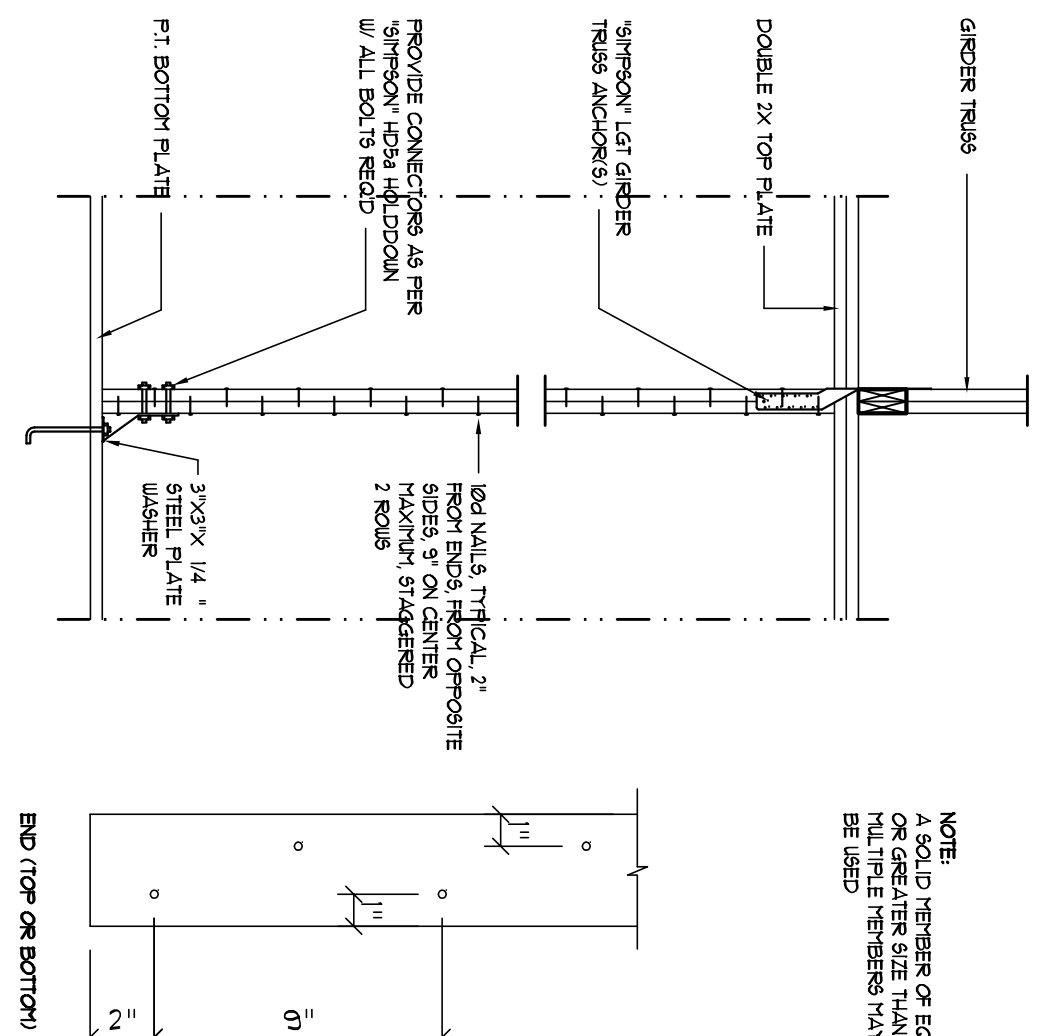 GIRDER TRUSS
DOUBLE 2X TOP PLATE
"SIMPSON" LGT GIRDER
TRUSS ANCHOR(S)
PROVIDE CONNECTORS AS PER
"SIMPSON" HD5a HOLDDOWN
W/ ALL BOLTS REQ'D
P.T. BOTTOM PLATE
10d NAILS, TYPICAL, 2"
FROM ENDS, FROM OPPOSITE
SIDES, 9" ON CENTER
MAXIMUM, STAGGERED
2 ROWS
3"X3"X 1/4 "
STEEL PLATE
WASHER
NOTE:
A SOLID MEMBER OF
OR GREATER SIZE THAN
MULTIPLE MEMBERS
BE USED
1"
1"
2"
9"
END (TOP OR BOTTOM)